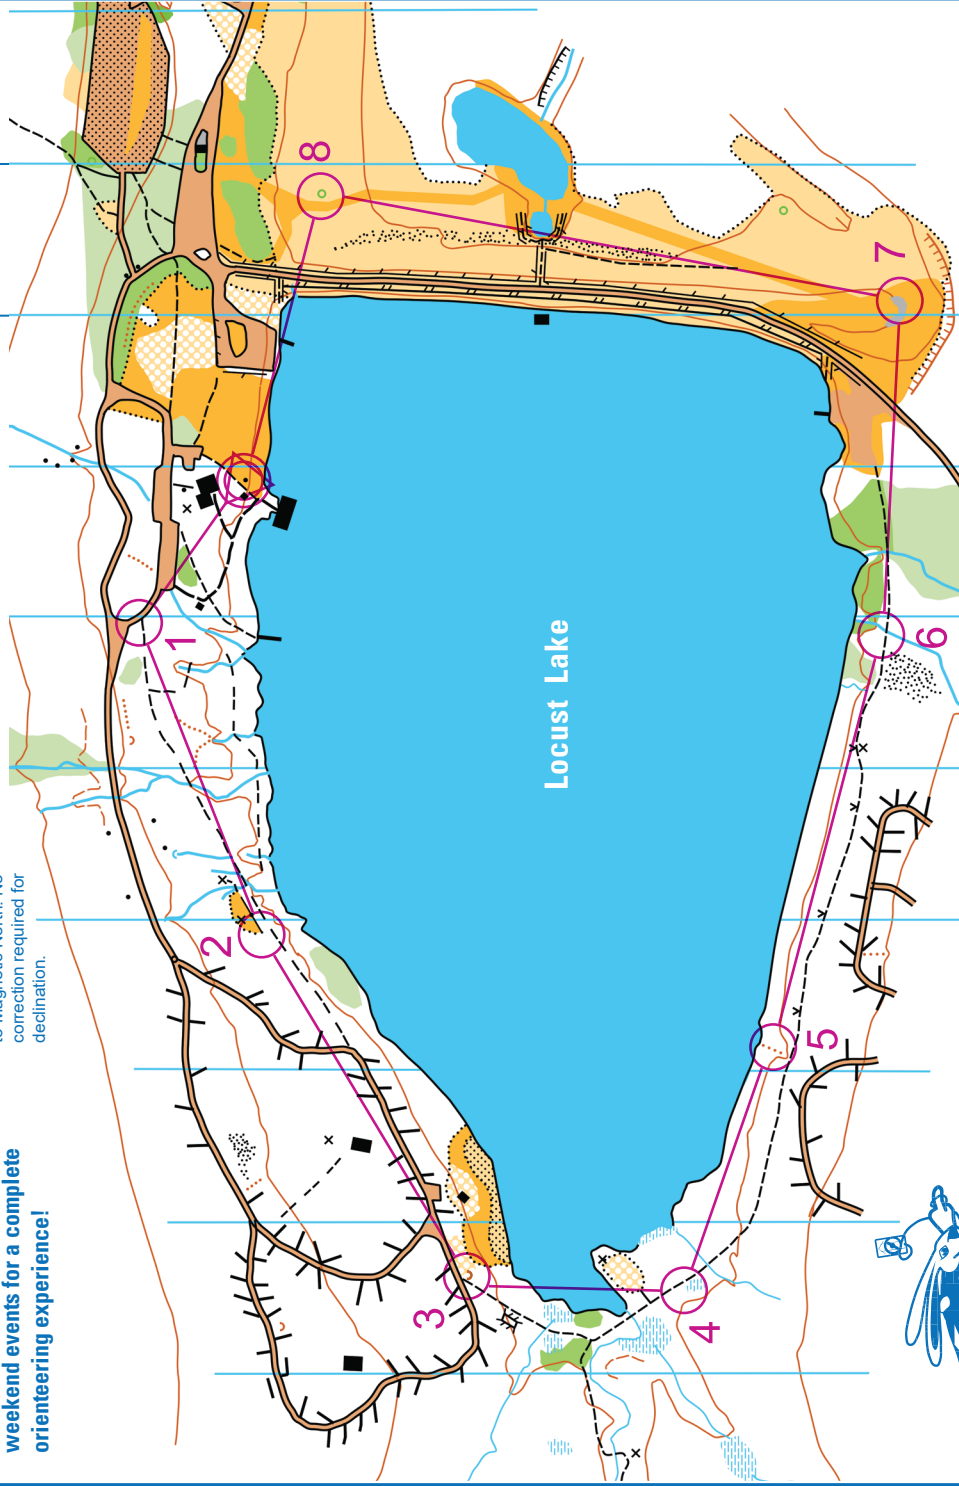 weekend events for a complete
orienteering experience!
correction required for
declination.
Locust Lake
1
2
3
4
5
6
7
8